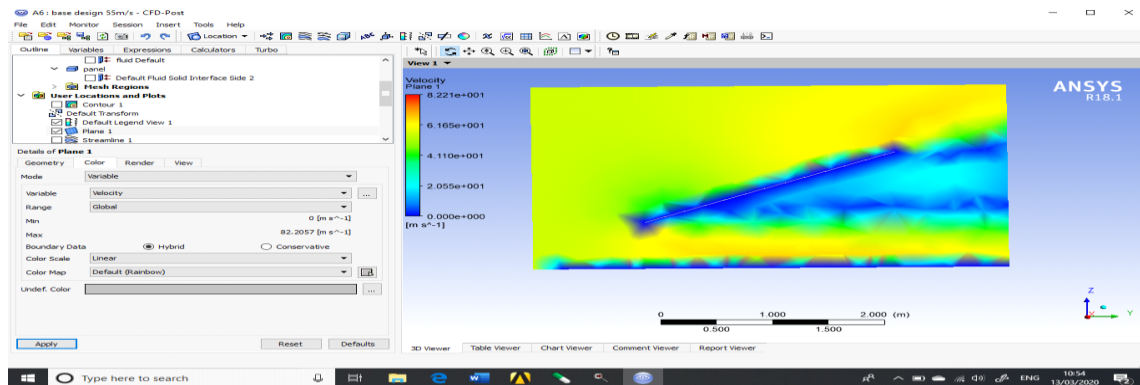 A6 : base design 55m/s - CFD-Post
File Edit Monitor Session Insert Tools Help
Location
Outline Variables Expressions Calculators Turbo
fluid Default
panel
Default Fluid Solid Interface Side 2
Mesh Regions
User Locations and Plots
Contour 1
Default Transform
Default Legend View 1
Plane 1
Streamline 1
Details of Plane 1
Geometry Color Render View
Mode Variable
Variable Velocity ...
Range Global
Min 0 [m s^-1]
Max 82.2057 [m s^-1]
Boundary Data Hybrid Conservative
Color Scale Linear
Color Map Default (Rainbow)
Undef. Color ...
Apply Reset Defaults
View 1
Velocity
Plane 1
8.221e+001
6.165e+001
4.110e+001
2.055e+001
0.000e+000
[m s^-1]
ANSYS
R18.1
0 1.000 2.000 (m)
0.500 1.500
Z
Y
3D Viewer Table Viewer Chart Viewer Comment Viewer Report Viewer
Type here to search
ENG
10:54
13/03/2020